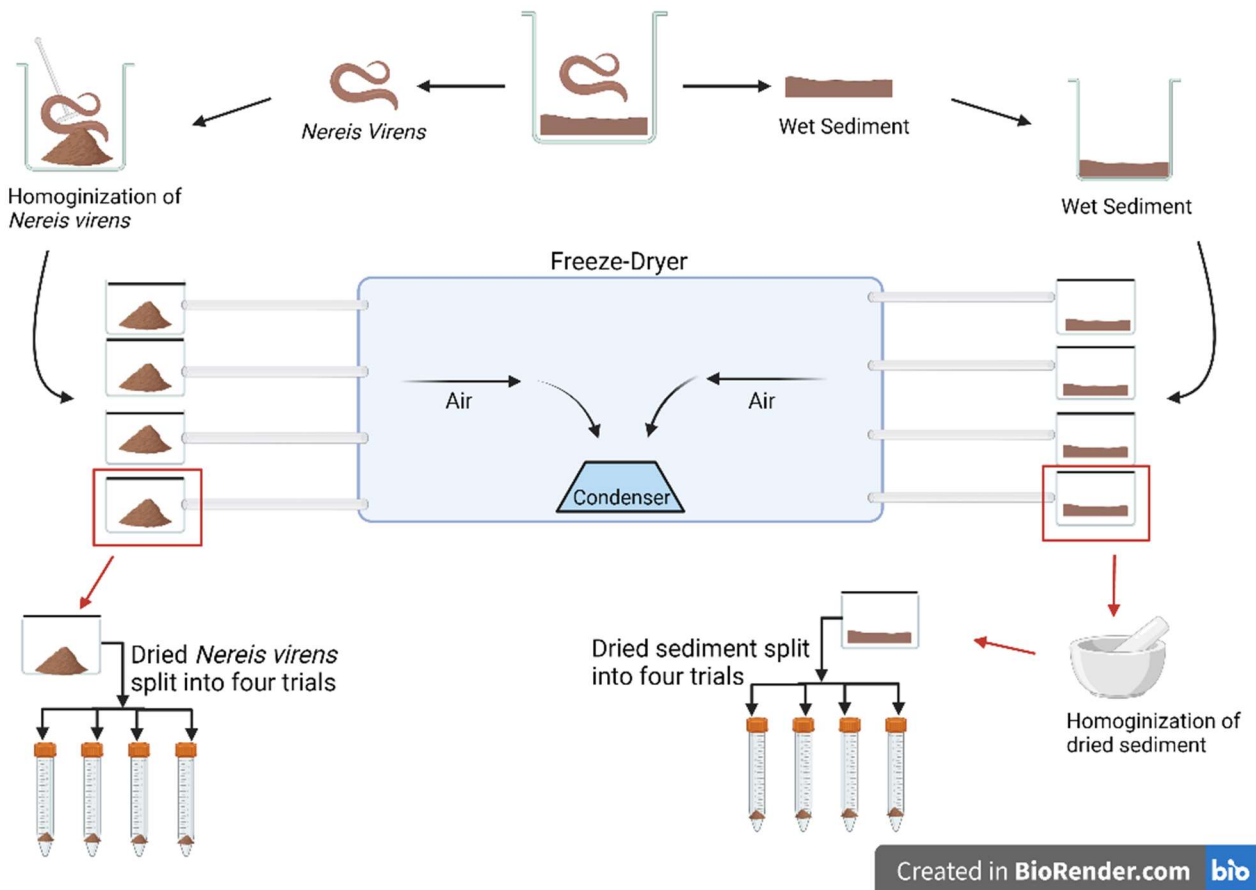 Nereis Virens
Wet Sediment
Homoginization of
Nereis virens
Wet Sediment
Freeze-Dryer
Air
Air
Condenser
Dried Nereis virens
split into four trials
Dried sediment split
into four trials
Homoginization of
dried sediment
Created in BioRender.com bio